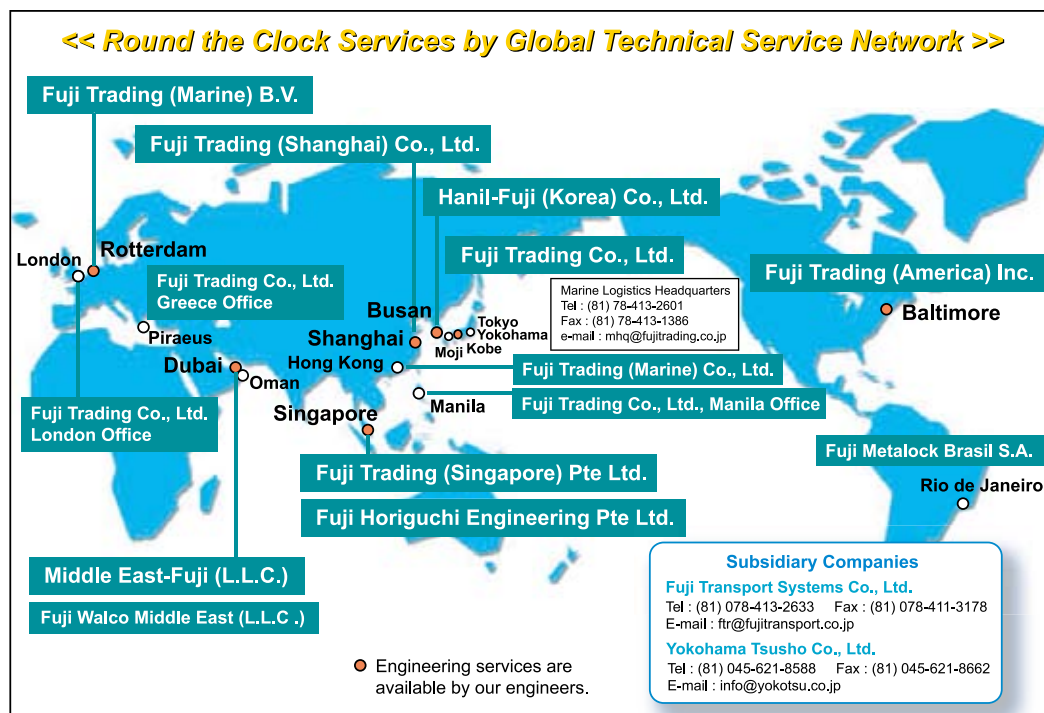 << Round the Clock Services by Global Technical Service Network >>
Fuji Trading (Marine) B.V.
Fuji Trading (Shanghai) Co., Ltd.
Hanil-Fuji (Korea) Co., Ltd.
Rotterdam
London
Fuji Trading Co., Ltd.
Fuji Trading (America) Inc.
Fuji Trading Co., Ltd.
Greece Office
Marine Logistics Headquarters
Tel : (81) 78-413-2601
Fax : (81) 78-413-1386
e-mail : mhq@fujitrading.co.jp
Busan
Baltimore
Tokyo
Yokohama
Piraeus
Shanghai
Moji
Kobe
Dubai
Hong Kong
Fuji Trading (Marine) Co., Ltd.
Oman
Manila
Fuji Trading Co., Ltd., Manila Office
Fuji Trading Co., Ltd.
London Office
Singapore
Fuji Metalock Brasil S.A.
Fuji Trading (Singapore) Pte Ltd.
Rio de Janeiro
Fuji Horiguchi Engineering Pte Ltd.
Middle East-Fuji (L.L.C.)
Fuji Walco Middle East (L.L.C .)
Subsidiary Companies
Fuji Transport Systems Co., Ltd.
Tel : (81) 078-413-2633 Fax : (81) 078-411-3178
E-mail : ftr@fujitransport.co.jp
Yokohama Tsusho Co., Ltd.
Tel : (81) 045-621-8588 Fax : (81) 045-621-8662
E-mail : info@yokotsu.co.jp
Engineering services are
available by our engineers.